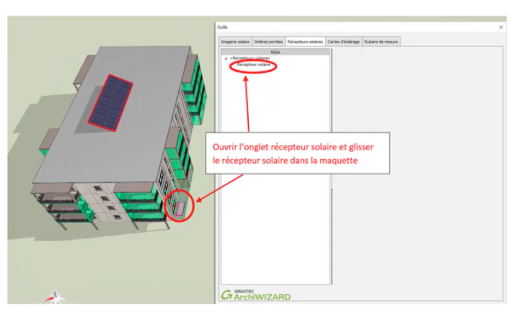 Outils
Imagerie solaire Ombres portées Récepteurs solaires Cartes d'éclairage Rubans de mesure
Nom
Récepteurs solaires
Récepteur solaire
Ouvrir l'onglet récepteur solaire et glisser
le récepteur solaire dans la maquette
GRAITEC
ArchiWIZARD